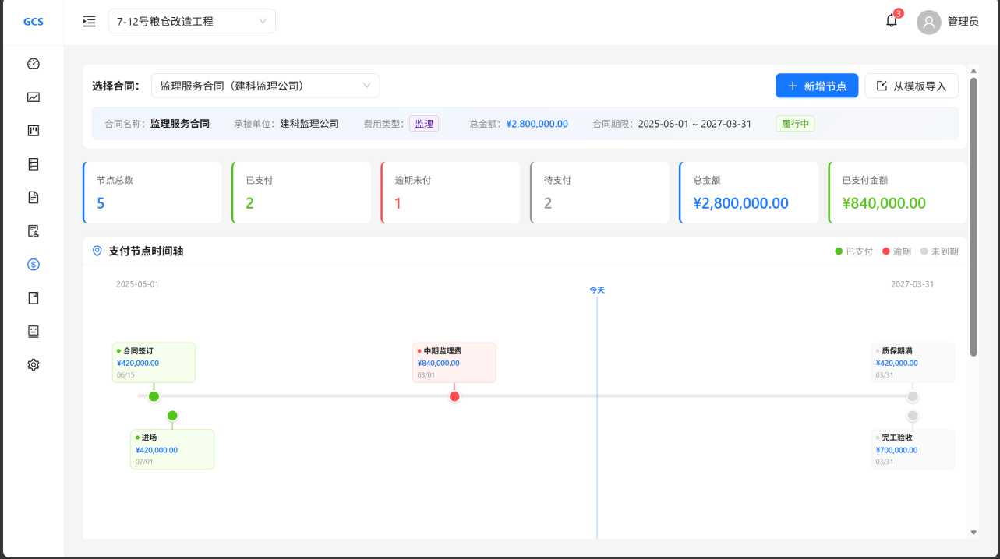 GCS
7-12号粮仓改造工程
3
管理员
选择合同：
监理服务合同（建科监理公司）
新增节点
从模板导入
合同名称：监理服务合同
承接单位：建科监理公司
费用类型：监理
总金额：¥2,800,000.00
合同期限：2025-06-01 ~ 2027-03-31
履行中
节点总数
5
已支付
2
逾期未付
1
待支付
2
总金额
¥2,800,000.00
已支付金额
¥840,000.00
支付节点时间轴
已支付
逾期
未到期
2025-06-01
今天
2027-03-31
合同签订
¥420,000.00
06/15
中期监理费
¥840,000.00
03/01
质保期满
¥420,000.00
03/31
进场
¥420,000.00
07/01
完工验收
¥700,000.00
03/31